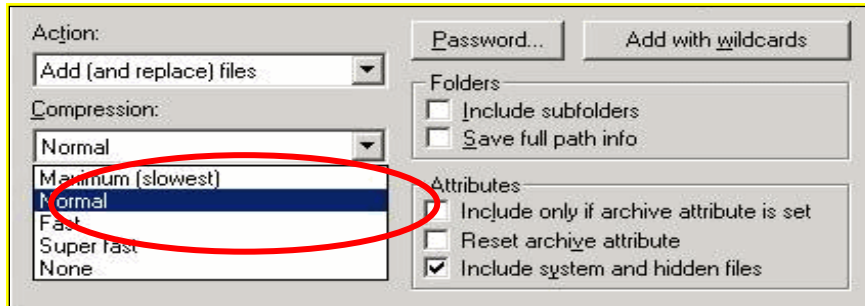 Action:
Add (and replace) files
Compression:
Normal
Maximum (slowest)
Normal
Fast
Super fast
None
Password...
Add with wildcards
Folders
Include subfolders
Save full path info
Attributes
Include only if archive attribute is set
Reset archive attribute
Include system and hidden files